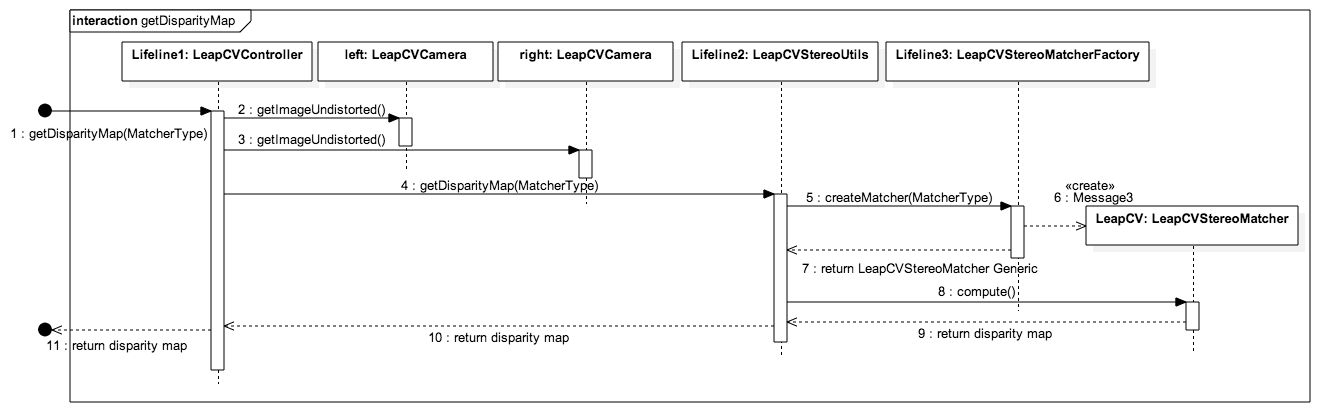 interaction getDisparityMap
Lifeline1: LeapCVController
left: LeapCVCamera
right: LeapCVCamera
Lifeline2: LeapCVStereoUtils
Lifeline3: LeapCVStereoMatcherFactory
1 : getDisparityMap(MatcherType)
2 : getImageUndistorted()
3 : getImageUndistorted()
4 : getDisparityMap(MatcherType)
5 : createMatcher(MatcherType)
«create»
6 : Message3
LeapCV: LeapCVStereoMatcher
7 : return LeapCVStereoMatcher Generic
8 : compute()
9 : return disparity map
10 : return disparity map
11 : return disparity map